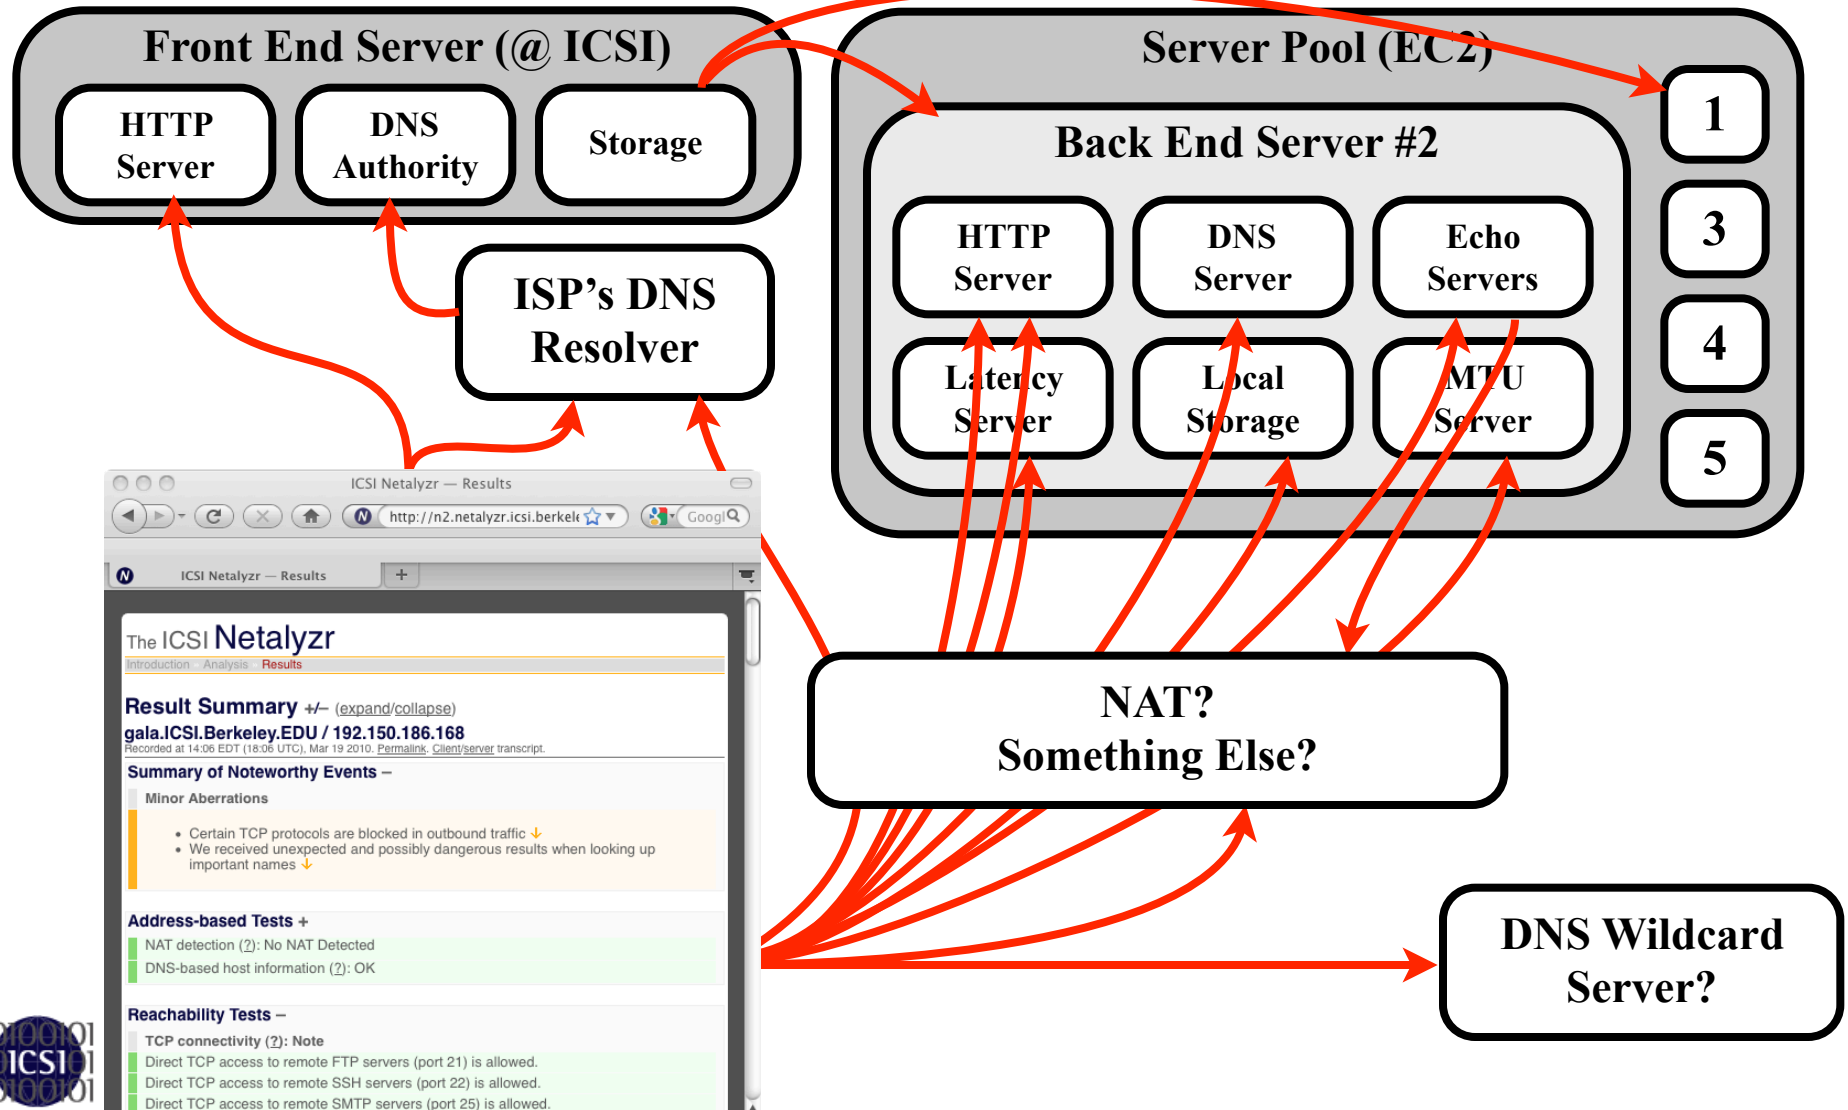 Front End Server (@ ICSI)
HTTP
Server
DNS
Authority
Storage
Server Pool (EC2)
Back End Server #2
HTTP
Server
DNS
Server
Echo
Servers
Latency
Server
Local
Storage
MTU
Server
1
3
4
5
ISP's DNS
Resolver
ICSI Netalyzr — Results
http://n2.netalyzr.icsi.berkele
Googl
ICSI Netalyzr — Results
The ICSI Netalyzr
Introduction Analysis Results
Result Summary +/– (expand/collapse)
gala.ICSI.Berkeley.EDU / 192.150.186.168
Recorded at 14:06 EDT (18:06 UTC), Mar 19 2010. Permalink. Client/server transcript.
Summary of Noteworthy Events –
Minor Aberrations
• Certain TCP protocols are blocked in outbound traffic ↓
• We received unexpected and possibly dangerous results when looking up
important names ↓
Address-based Tests +
NAT detection (?): No NAT Detected
DNS-based host information (?): OK
Reachability Tests –
TCP connectivity (?): Note
Direct TCP access to remote FTP servers (port 21) is allowed.
Direct TCP access to remote SSH servers (port 22) is allowed.
Direct TCP access to remote SMTP servers (port 25) is allowed.
NAT?
Something Else?
DNS Wildcard
Server?
ICSI